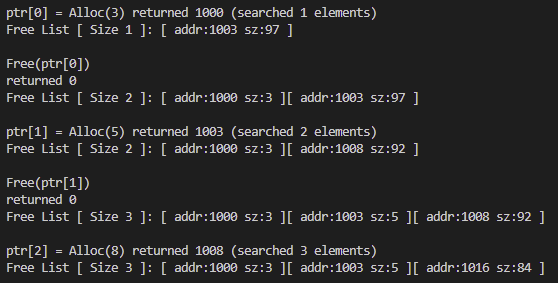 ptr[0] = Alloc(3) returned 1000 (searched 1 elements)
Free List [ Size 1 ]: [ addr:1003 sz:97 ]
Free(ptr[0])
returned 0
Free List [ Size 2 ]: [ addr:1000 sz:3 ][ addr:1003 sz:97 ]
ptr[1] = Alloc(5) returned 1003 (searched 2 elements)
Free List [ Size 2 ]: [ addr:1000 sz:3 ][ addr:1008 sz:92 ]
Free(ptr[1])
returned 0
Free List [ Size 3 ]: [ addr:1000 sz:3 ][ addr:1003 sz:5 ][ addr:1008 sz:92 ]
ptr[2] = Alloc(8) returned 1008 (searched 3 elements)
Free List [ Size 3 ]: [ addr:1000 sz:3 ][ addr:1003 sz:5 ][ addr:1016 sz:84 ]